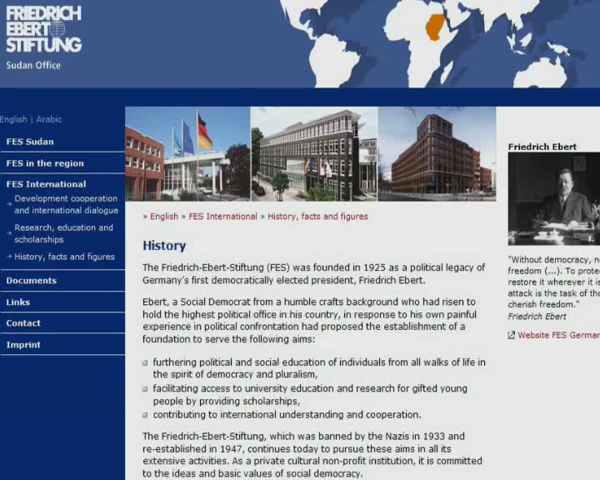 FRIEDRICH
EBERT
STIFTUNG
Sudan Office
English | Arabic
FES Sudan
FES in the region
FES International
Development cooperation
and international dialogue
Research, education and
scholarships
History, facts and figures
Documents
Links
Contact
Imprint
» English » FES International » History, facts and figures
History
The Friedrich-Ebert-Stiftung (FES) was founded in 1925 as a political legacy of
Germany's first democratically elected president, Friedrich Ebert.
Ebert, a Social Democrat from a humble crafts background who had risen to
hold the highest political office in his country, in response to his own painful
experience in political confrontation had proposed the establishment of a
foundation to serve the following aims:
furthering political and social education of individuals from all walks of life in
the spirit of democracy and pluralism,
facilitating access to university education and research for gifted young
people by providing scholarships,
contributing to international understanding and cooperation.
The Friedrich-Ebert-Stiftung, which was banned by the Nazis in 1933 and
re-established in 1947, continues today to pursue these aims in all its
extensive activities. As a private cultural non-profit institution, it is committed
to the ideas and basic values of social democracy.
Friedrich Ebert
"Without democracy, n
freedom (...). To prote
restore it wherever it is
attack is the task of tho
cherish freedom."
Friedrich Ebert
Website FES German